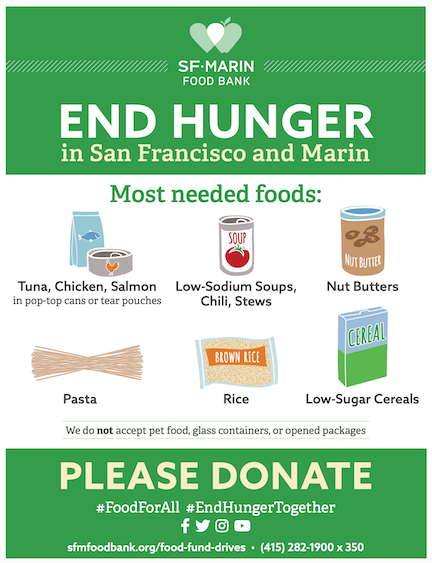 SF·MARIN
FOOD BANK
END HUNGER
in San Francisco and Marin
Most needed foods:
SOUP
NUT BUTTER
Tuna, Chicken, Salmon
in pop-top cans or tear pouches
Low-Sodium Soups,
Chili, Stews
Nut Butters
BROWN RICE
CEREAL
Pasta
Rice
Low-Sugar Cereals
We do not accept pet food, glass containers, or opened packages
PLEASE DONATE
#FoodForAll #EndHungerTogether
sfmfoodbank.org/food-fund-drives • (415) 282-1900 x 350